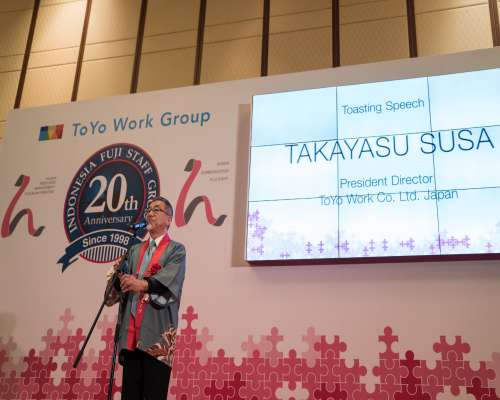 ToYo Work Group
INDONESIA FUJI STAFF GR
20th
Anniversary
Since 1998
Toasting Speech
TAKAYASU SUSA
President Director
ToYo Work Co. Ltd. Japan